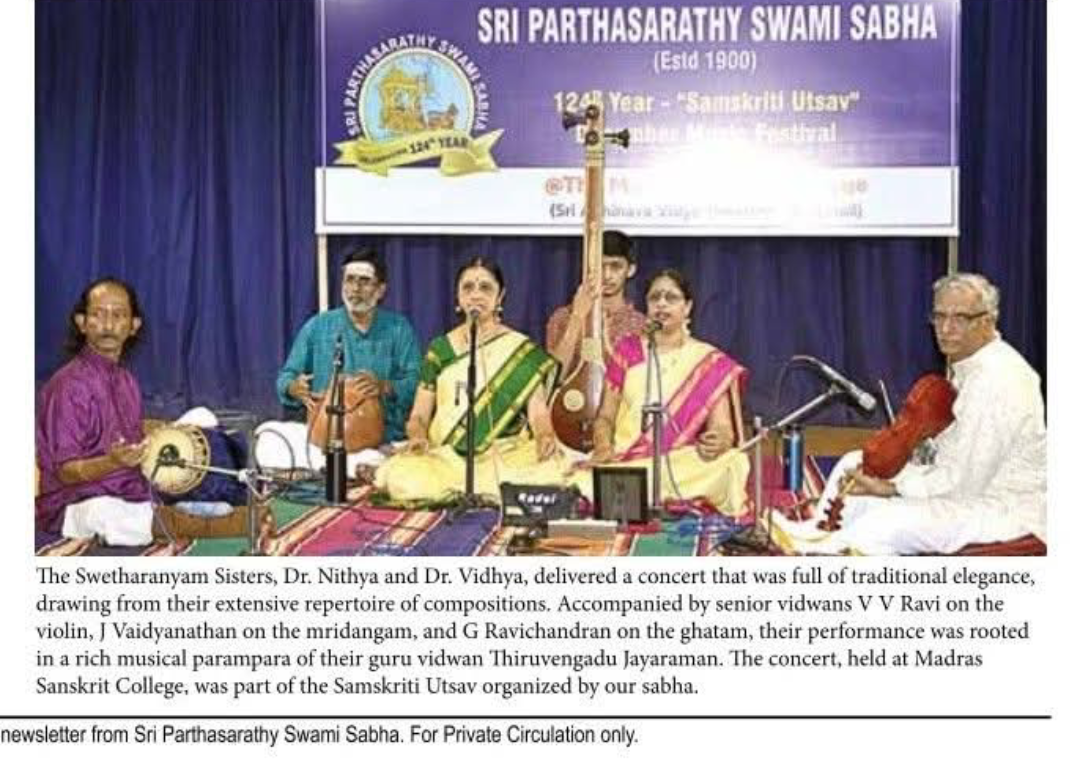 SRI PARTHASARATHY SWAMI SABHA
(Estd 1900)
SRI PARTHASARATHY SWAMI SABHA
124th Year - "Samskriti Utsav"
Music Festival
124th YEAR
(Sri
Radel
The Swetharanyam Sisters, Dr. Nithya and Dr. Vidhya, delivered a concert that was full of traditional elegance,
drawing from their extensive repertoire of compositions. Accompanied by senior vidwans V V Ravi on the
violin, J Vaidyanathan on the mridangam, and G Ravichandran on the ghatam, their performance was rooted
in a rich musical parampara of their guru vidwan Thiruvengadu Jayaraman. The concert, held at Madras
Sanskrit College, was part of the Samskriti Utsav organized by our sabha.
newsletter from Sri Parthasarathy Swami Sabha. For Private Circulation only.